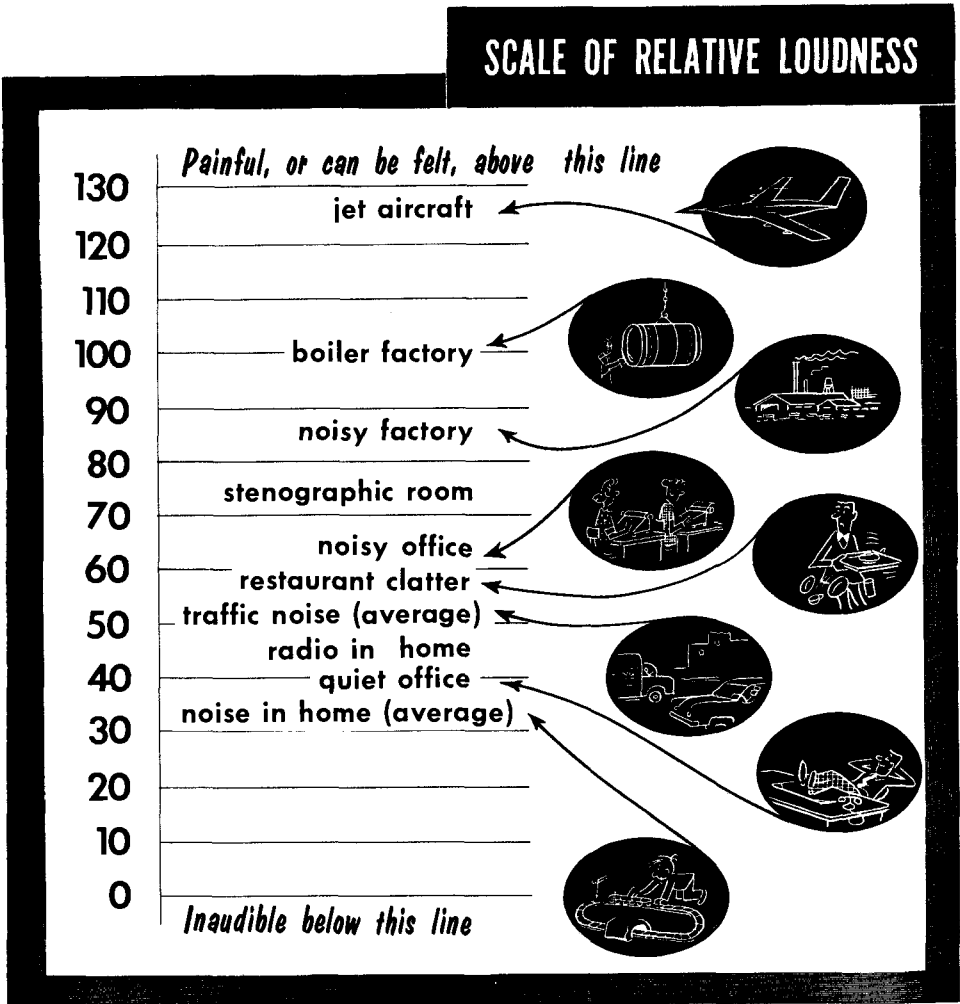 SCALE OF RELATIVE LOUDNESS
Painful, or can be felt, above this line
130
jet aircraft
120
110
100 boiler factory
90
noisy factory
80
stenographic room
70
noisy office
60
restaurant clatter
50 traffic noise (average)
radio in home
40 quiet office
noise in home (average)
30
20
10
0
Inaudible below this line